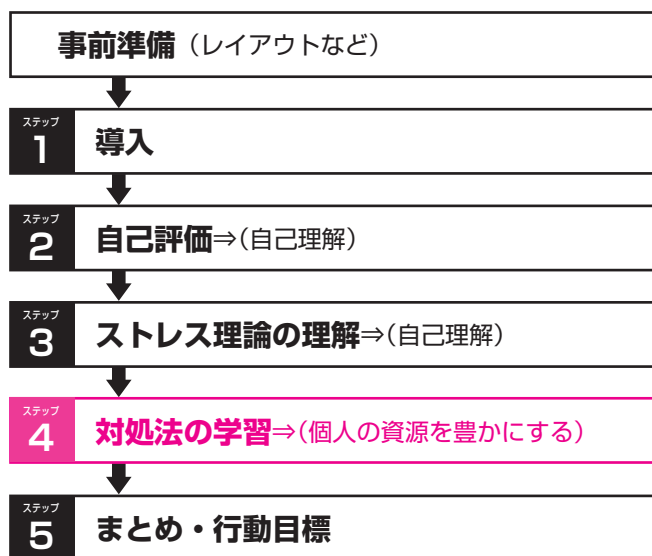 事前準備（レイアウトなど）
ステップ
1 導入
ステップ
2 自己評価⇒（自己理解）
ステップ
3 ストレス理論の理解⇒（自己理解）
ステップ
4 対処法の学習⇒（個人の資源を豊かにする）
ステップ
5 まとめ・行動目標